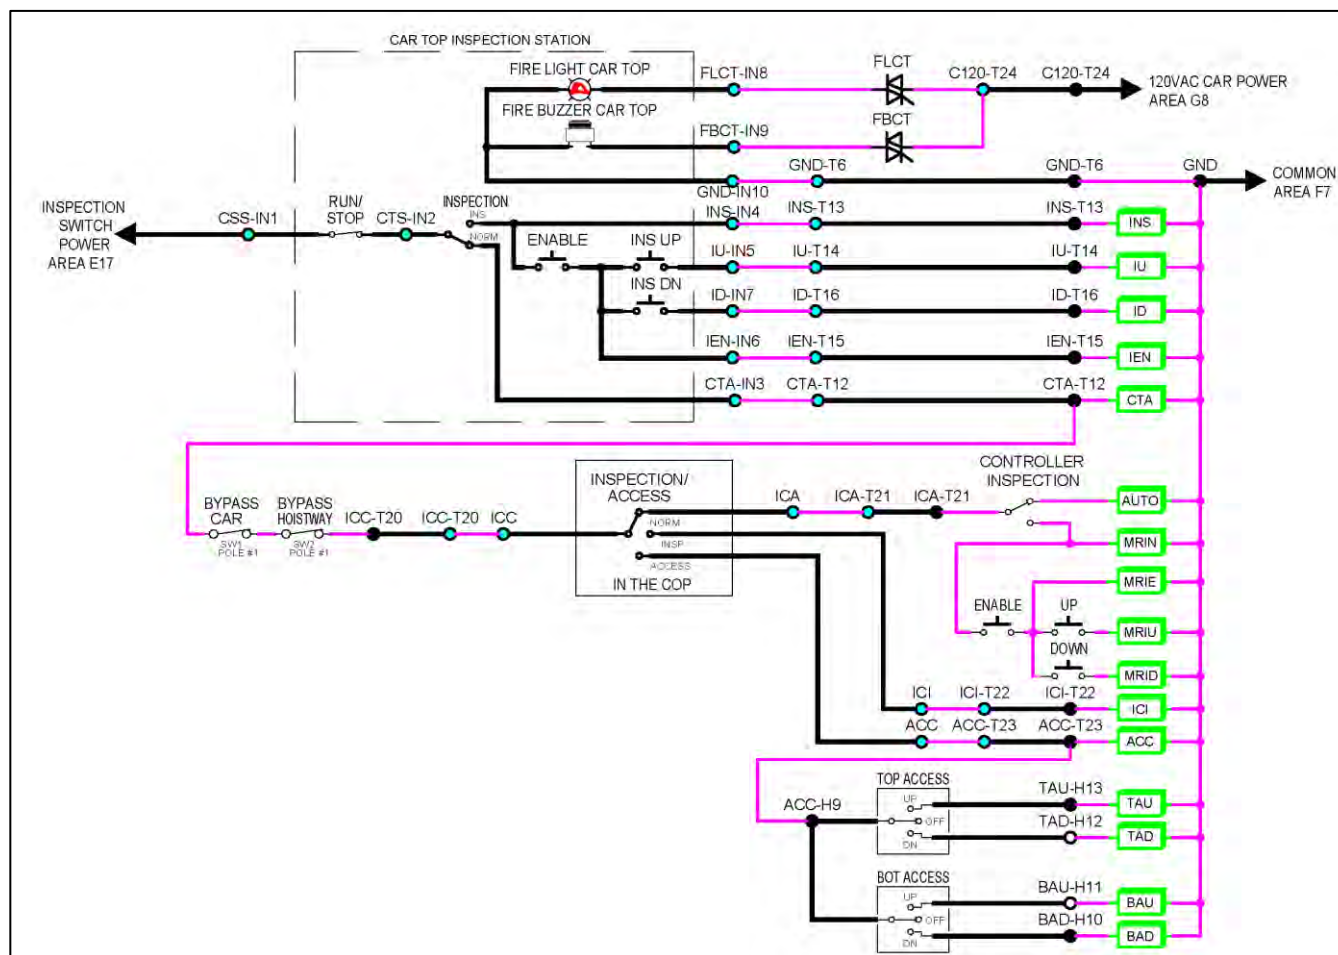 CAR TOP INSPECTION STATION
FIRE LIGHT CAR TOP
FLCT-IN8
FLCT
C120-T24
C120-T24
120VAC CAR POWER
AREA G8
FIRE BUZZER CAR TOP
FBCT-IN9
FBCT
GND-IN10
GND-T6
GND-T6
GND
COMMON
AREA F7
INSPECTION
SWITCH
POWER
AREA E17
CSS-IN1
RUN/
STOP
CTS-IN2
INSPECTION
INS
NORM
INS-IN4
INS-T13
INS-T13
INS
ENABLE
INS UP
IU-IN5
IU-T14
IU-T14
IU
INS DN
ID-IN7
ID-T16
ID-T16
ID
IEN-IN6
IEN-T15
IEN-T15
IEN
CTA-IN3
CTA-T12
CTA-T12
CTA
BYPASS
CAR
SW1
POLE #1
BYPASS
HOISTWAY
SW2
POLE #1
ICC-T20
ICC-T20
ICC
INSPECTION/
ACCESS
NORM
INSP
ACCESS
IN THE COP
ICA
ICA-T21
ICA-T21
CONTROLLER
INSPECTION
AUTO
MRIN
MRIE
ENABLE
UP
MRIU
DOWN
MRID
ICI
ICI-T22
ICI-T22
ICI
ACC
ACC-T23
ACC-T23
ACC
ACC-H9
TOP ACCESS
UP
OFF
DN
TAU-H13
TAU
TAD-H12
TAD
BOT ACCESS
UP
OFF
DN
BAU-H11
BAU
BAD-H10
BAD